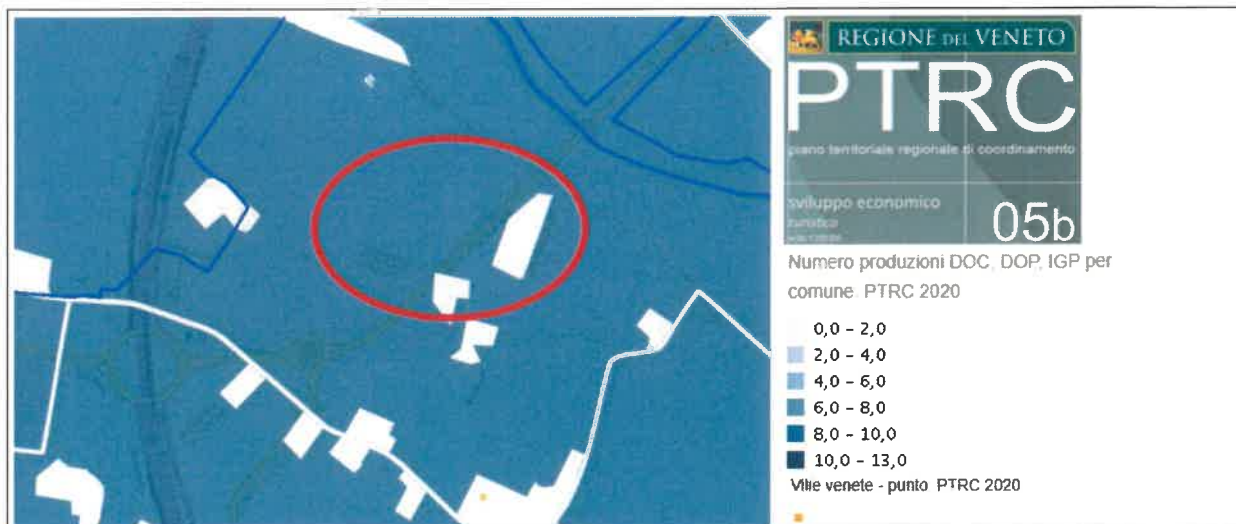 REGIONE DEL VENETO
PTRC
piano territoriale regionale di coordinamento
sviluppo economico
turistico
05b
Numero produzioni DOC, DOP, IGP per
comune PTRC 2020
0,0 – 2,0
2,0 – 4,0
4,0 – 6,0
6,0 – 8,0
8,0 – 10,0
10,0 – 13,0
Ville venete - punto PTRC 2020